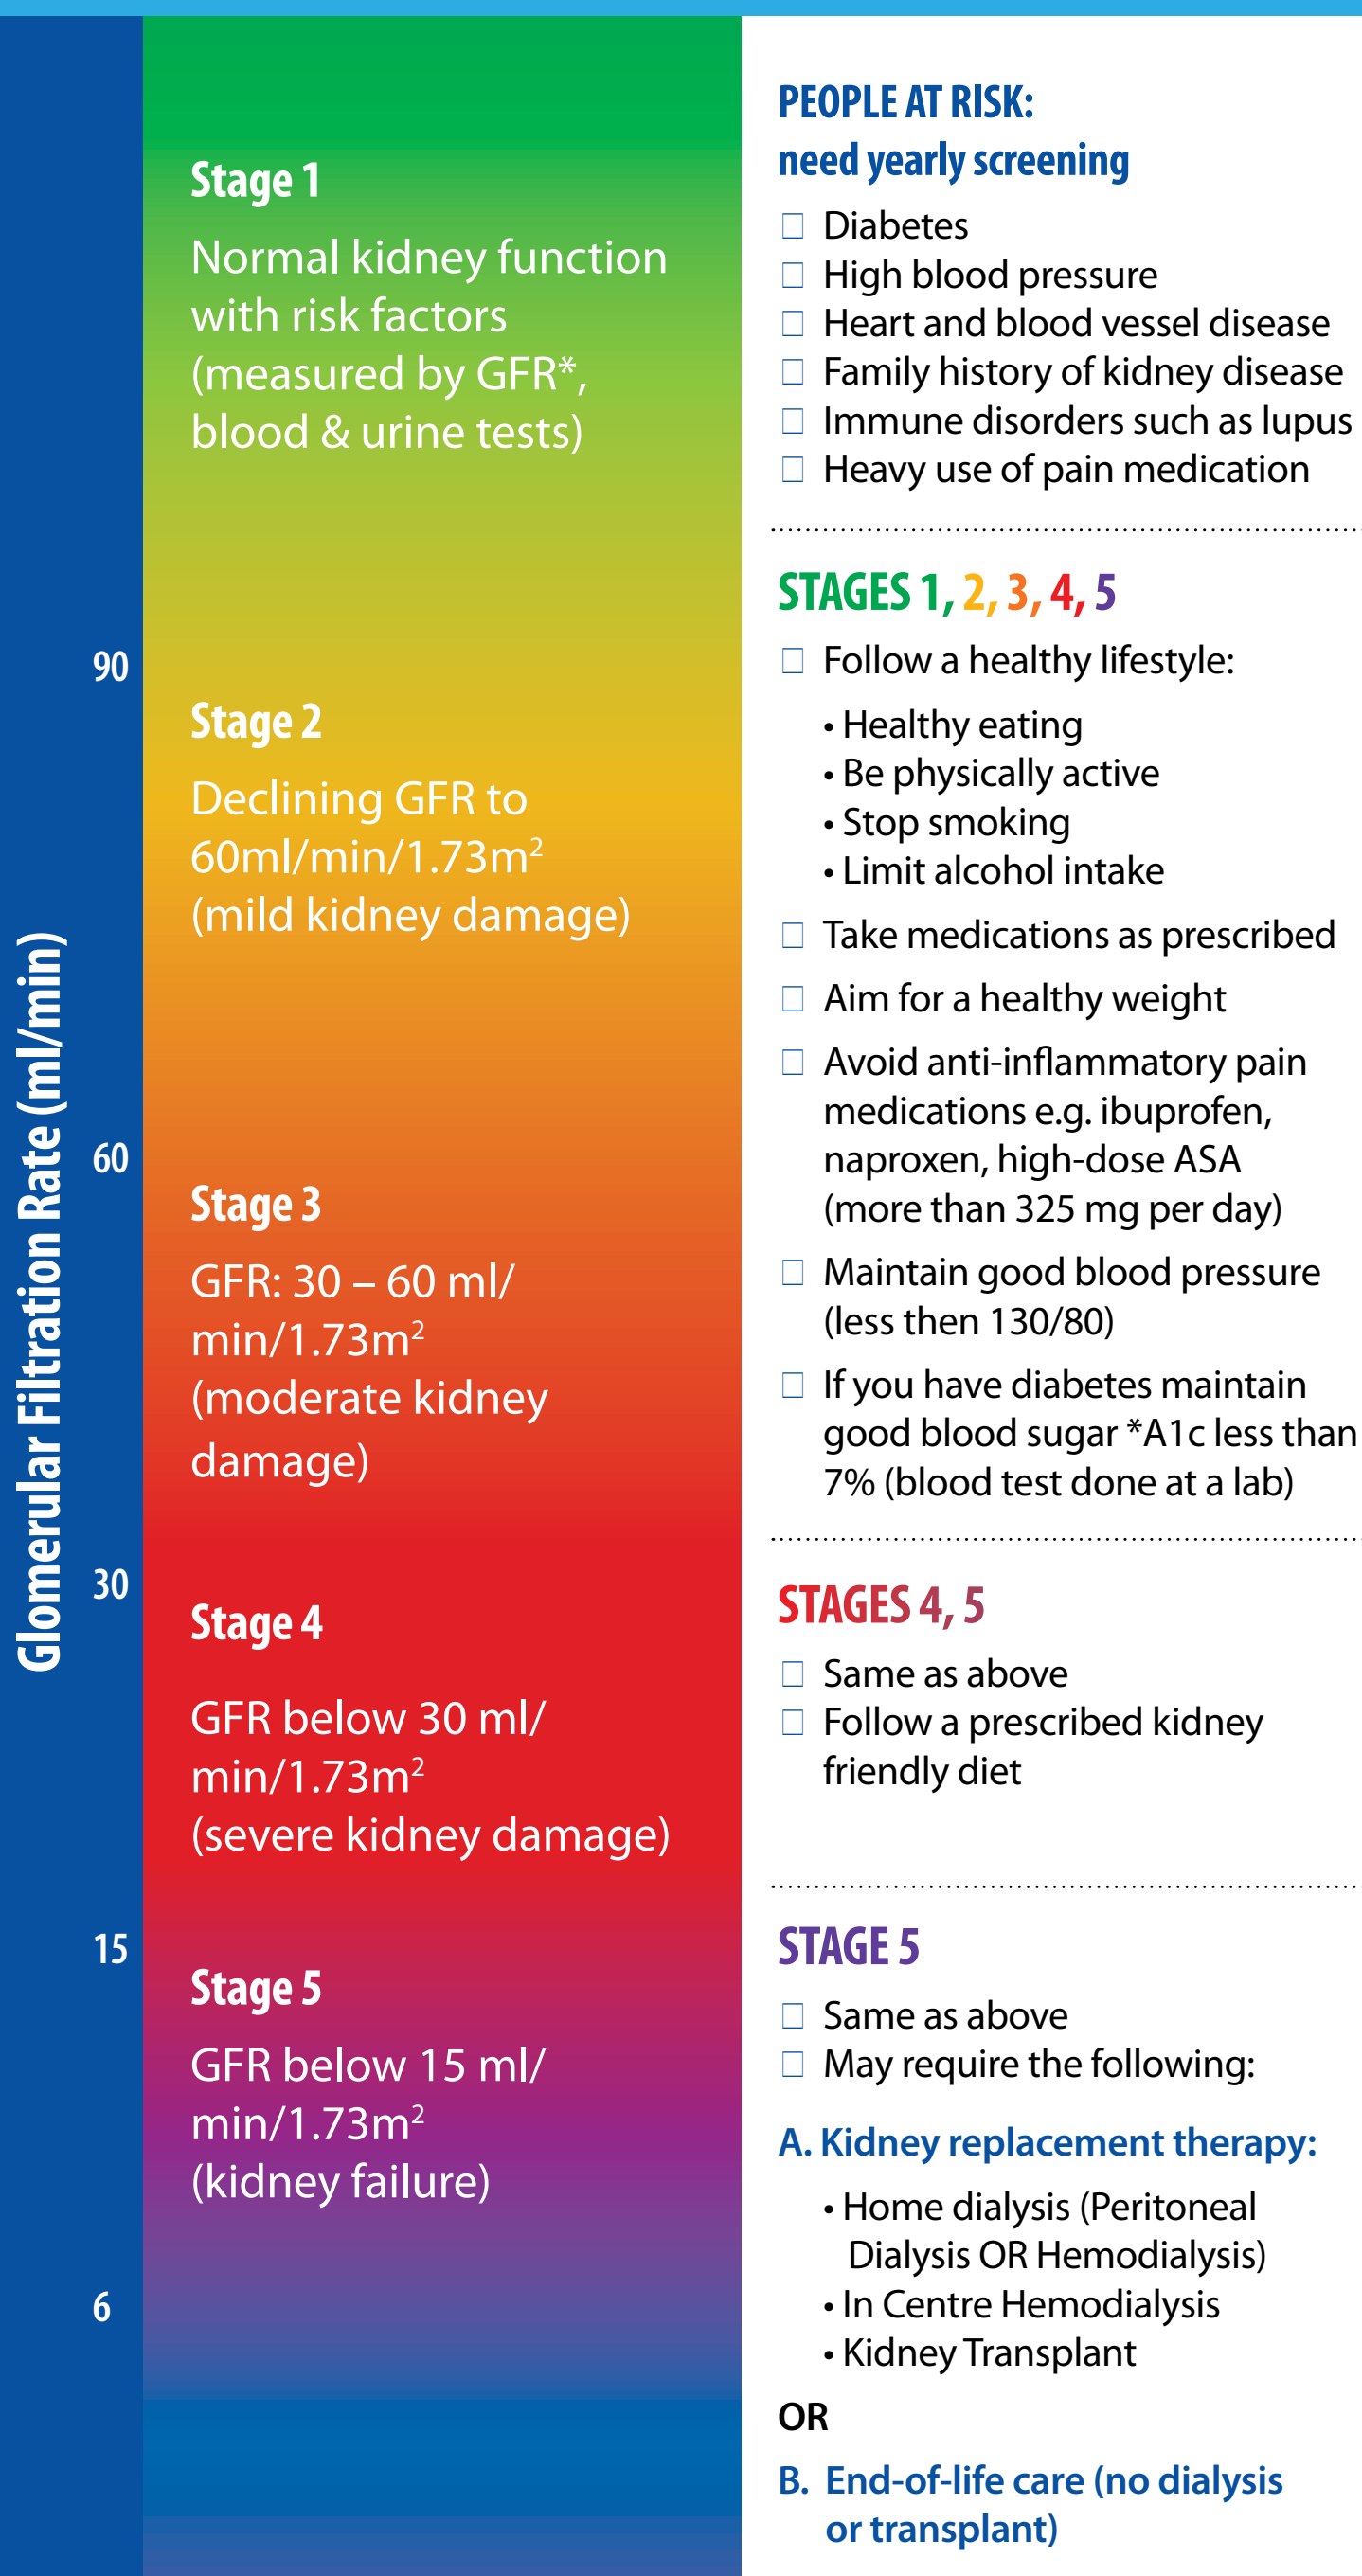 Glomerular Filtration Rate (ml/min)
90
60
30
15
6
Stage 1
Normal kidney function
with risk factors
(measured by GFR*,
blood & urine tests)
Stage 2
Declining GFR to
60ml/min/1.73m²
(mild kidney damage)
Stage 3
GFR: 30 – 60 ml/
min/1.73m²
(moderate kidney
damage)
Stage 4
GFR below 30 ml/
min/1.73m²
(severe kidney damage)
Stage 5
GFR below 15 ml/
min/1.73m²
(kidney failure)
PEOPLE AT RISK:
need yearly screening
Diabetes
High blood pressure
Heart and blood vessel disease
Family history of kidney disease
Immune disorders such as lupus
Heavy use of pain medication
STAGES 1, 2, 3, 4, 5
Follow a healthy lifestyle:
• Healthy eating
• Be physically active
• Stop smoking
• Limit alcohol intake
Take medications as prescribed
Aim for a healthy weight
Avoid anti-inflammatory pain
medications e.g. ibuprofen,
naproxen, high-dose ASA
(more than 325 mg per day)
Maintain good blood pressure
(less then 130/80)
If you have diabetes maintain
good blood sugar *A1c less than
7% (blood test done at a lab)
STAGES 4, 5
Same as above
Follow a prescribed kidney
friendly diet
STAGE 5
Same as above
May require the following:
A. Kidney replacement therapy:
• Home dialysis (Peritoneal
Dialysis OR Hemodialysis)
• In Centre Hemodialysis
• Kidney Transplant
OR
B. End-of-life care (no dialysis
or transplant)